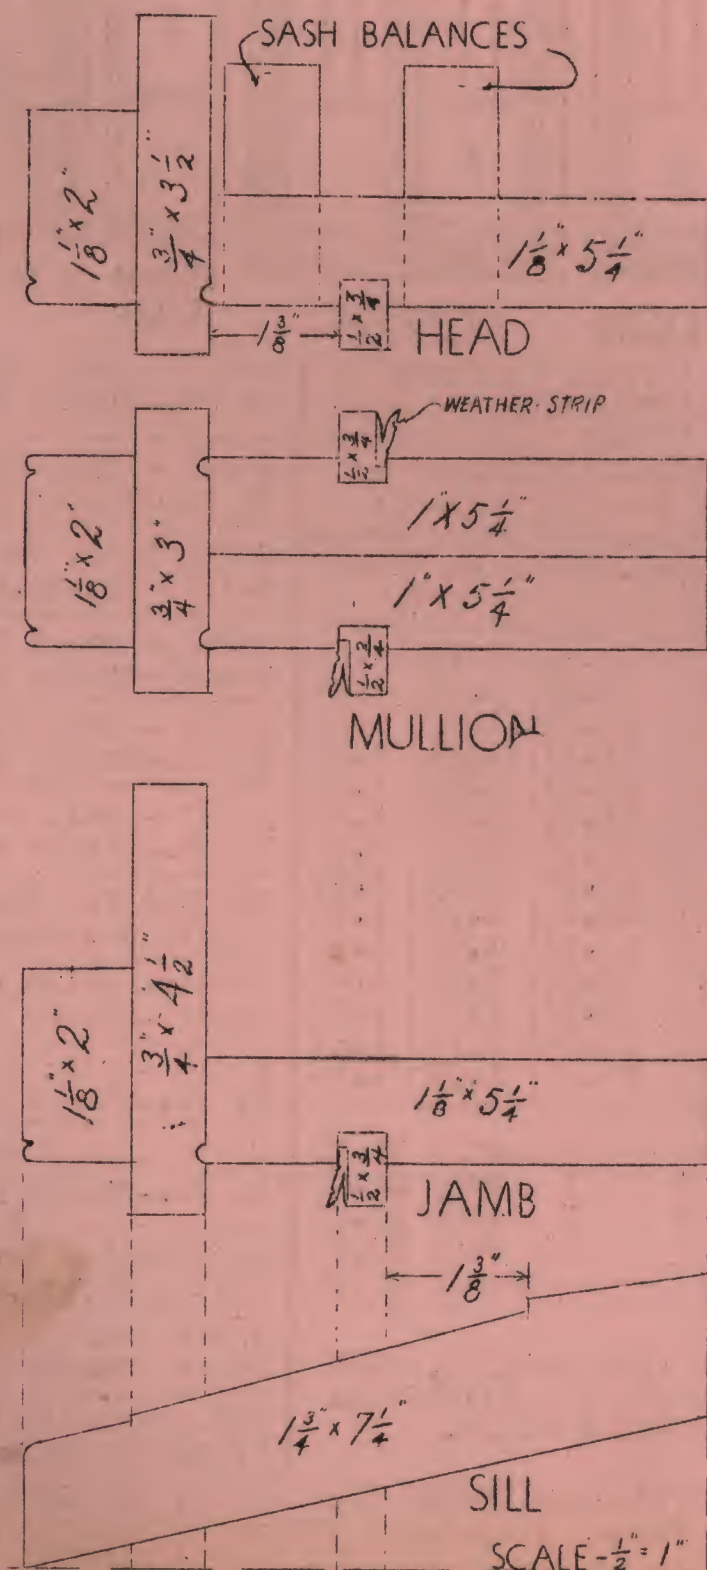 SASH BALANCES
1 1/8" x 2"
3/4" x 3 1/2"
1 1/8" x 5 1/4"
1 3/8"
1/2 x 3/4
HEAD
WEATHER-STRIP
1/2 x 3/4
1 1/8" x 2"
3/4" x 3"
1" X 5 1/4"
1" X 5 1/4"
1/2 x 3/4
MULLION
1 1/8" x 2"
3/4" x 4 1/2"
1 1/8" x 5 1/4"
1/2 x 3/4
JAMB
1 3/8"
1 3/4" x 7 1/4"
SILL
SCALE - 1/2" = 1"